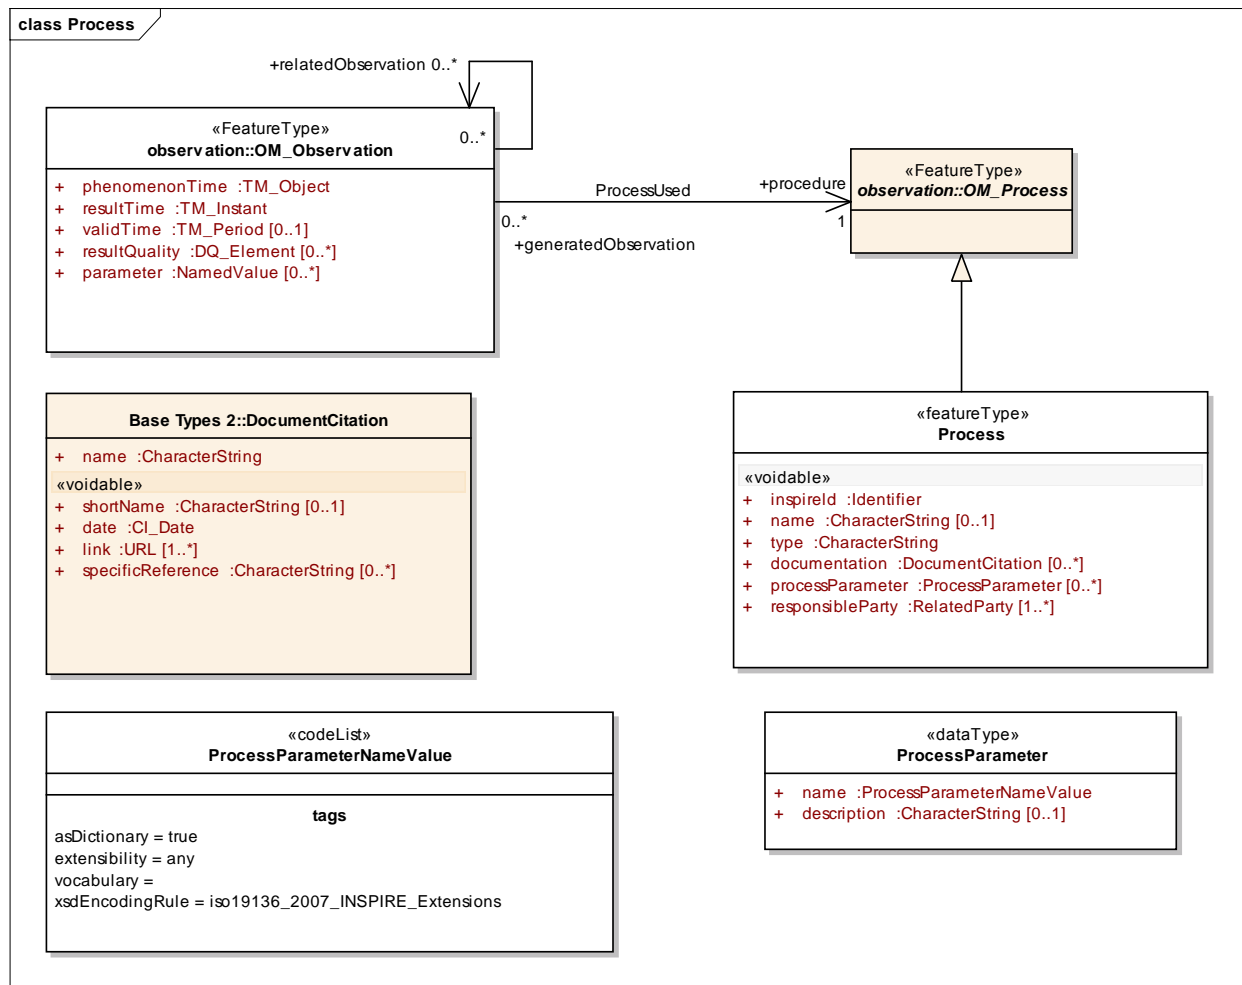 class Process
+relatedObservation 0..*
0..*
«FeatureType»
observation::OM_Observation
+ phenomenonTime :TM_Object
+ resultTime :TM_Instant
+ validTime :TM_Period [0..1]
+ resultQuality :DQ_Element [0..*]
+ parameter :NamedValue [0..*]
ProcessUsed
+procedure
0..*
1
+generatedObservation
«FeatureType»
observation::OM_Process
Base Types 2::DocumentCitation
+ name :CharacterString
«voidable»
+ shortName :CharacterString [0..1]
+ date :CI_Date
+ link :URL [1..*]
+ specificReference :CharacterString [0..*]
«featureType»
Process
«voidable»
+ inspireId :Identifier
+ name :CharacterString [0..1]
+ type :CharacterString
+ documentation :DocumentCitation [0..*]
+ processParameter :ProcessParameter [0..*]
+ responsibleParty :RelatedParty [1..*]
«codeList»
ProcessParameterNameValue
tags
asDictionary = true
extensibility = any
vocabulary =
xsdEncodingRule = iso19136_2007_INSPIRE_Extensions
«dataType»
ProcessParameter
+ name :ProcessParameterNameValue
+ description :CharacterString [0..1]